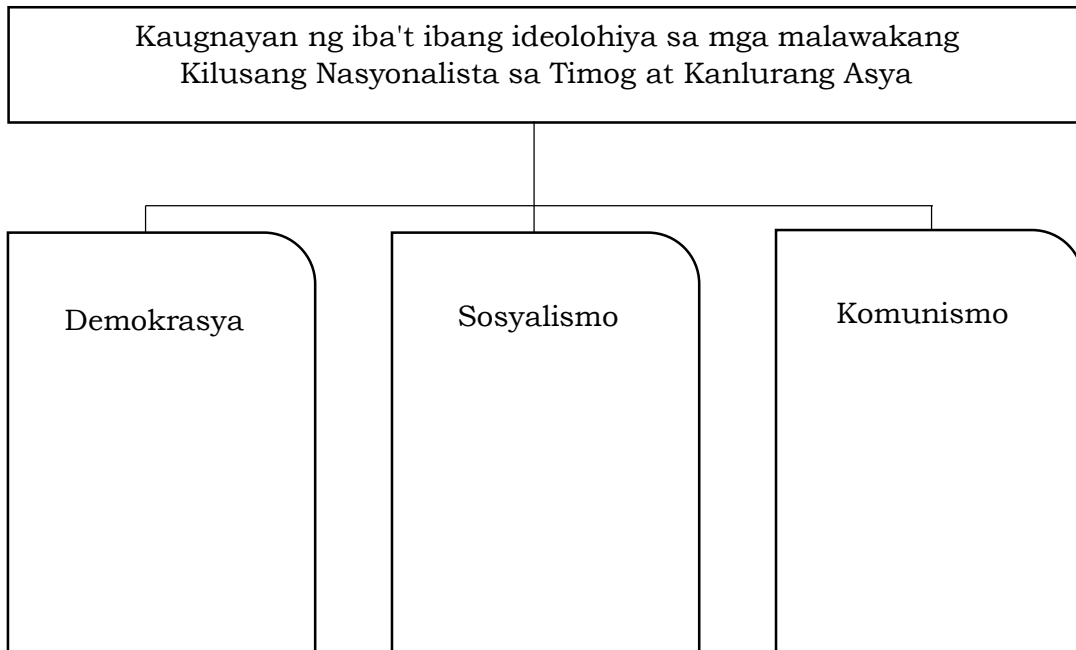 Kaugnayan ng iba't ibang ideolohiya sa mga malawakang
Kilusang Nasyonalista sa Timog at Kanlurang Asya
Demokrasya
Sosyalismo
Komunismo